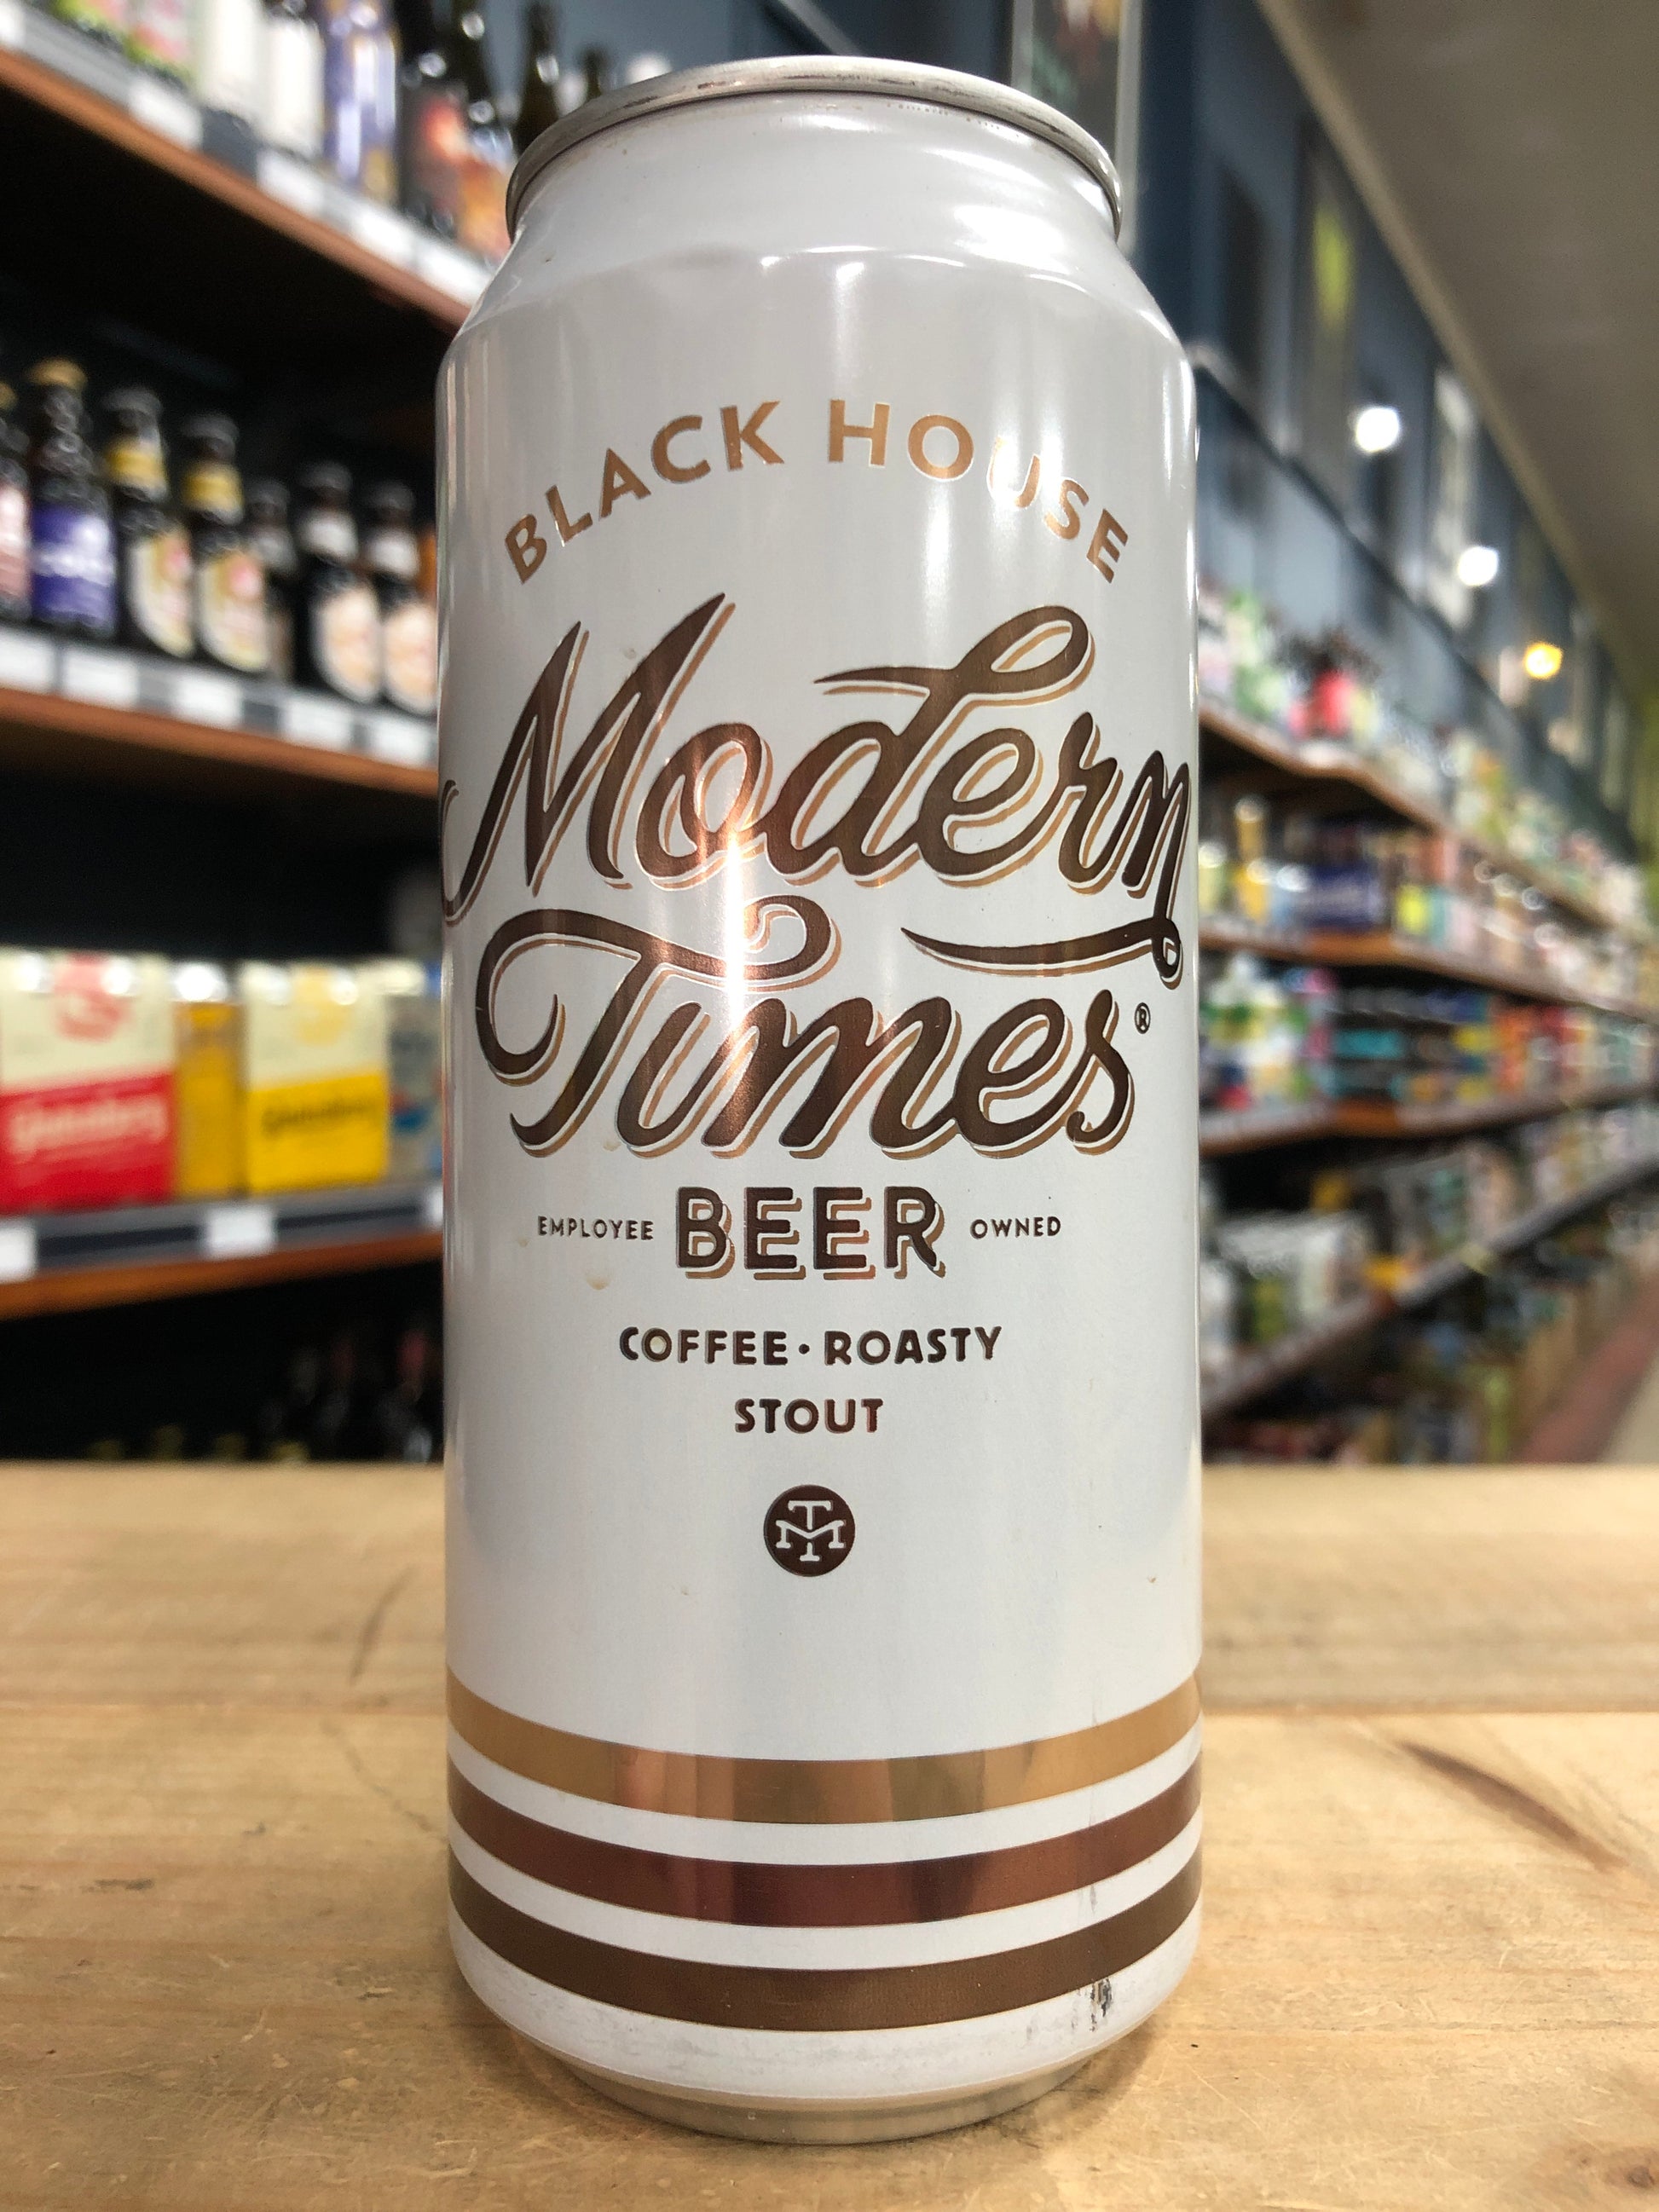 BLACK HOUSE
Modern
Times®
EMPLOYEE BEER OWNED
COFFEE · ROASTY
STOUT